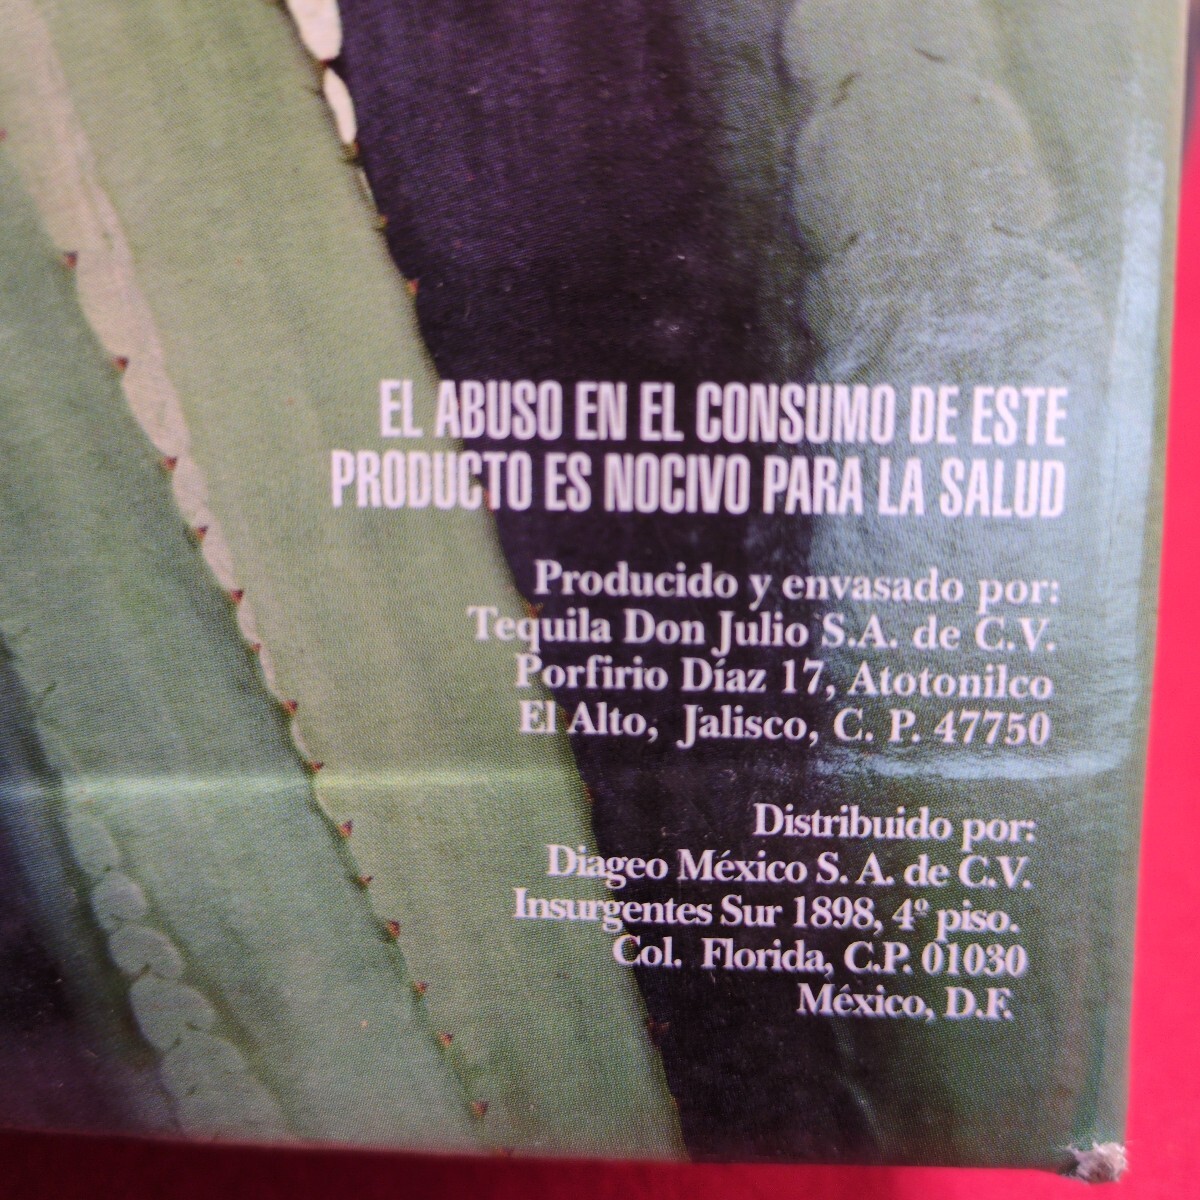 EL ABUSO EN EL CONSUMO DE ESTE
PRODUCTO ES NOCIVO PARA LA SALUD
Producido y envasado por:
Tequila Don Julio S.A. de C.V.
Porfirio Díaz 17, Atotonilco
El Alto, Jalisco, C. P. 47750
Distribuido por:
Diageo México S. A. de C.V.
Insurgentes Sur 1898, 4º piso.
Col. Florida, C.P. 01030
México, D.F.